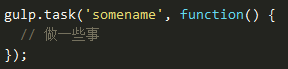 gulp.task('somename', function() {
  // 做一些事
});